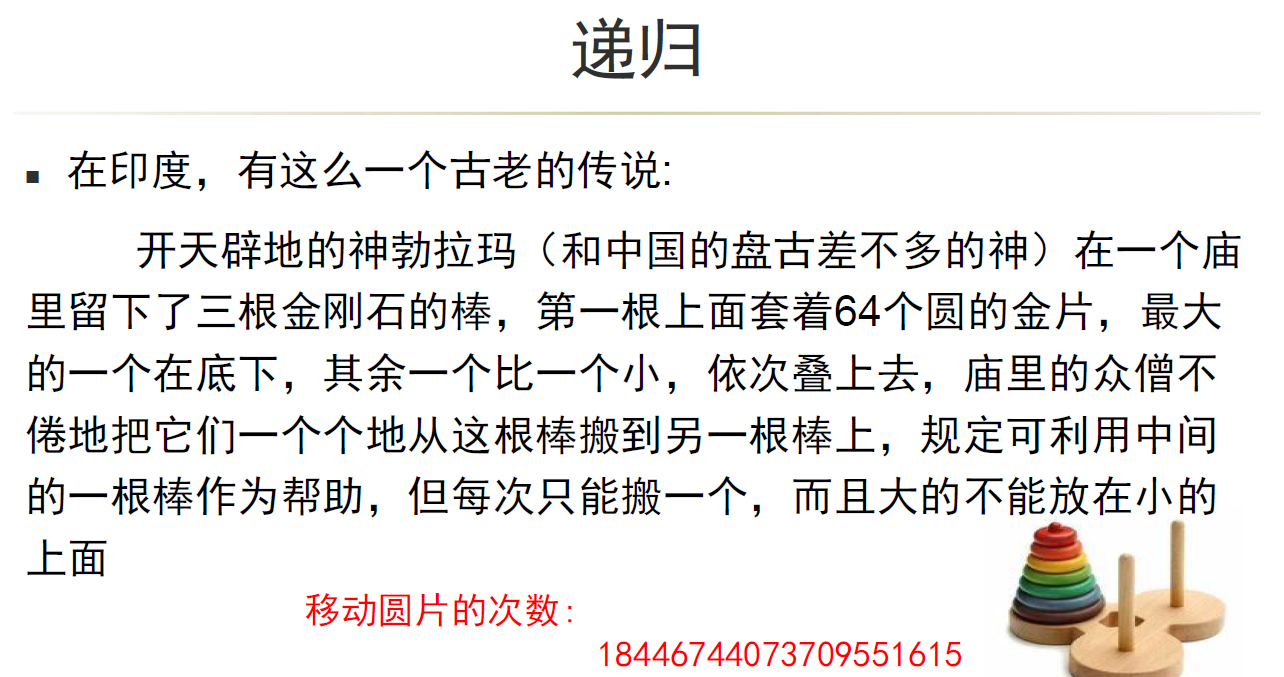 递归
▪ 在印度，有这么一个古老的传说:
开天辟地的神勃拉玛（和中国的盘古差不多的神）在一个庙
里留下了三根金刚石的棒，第一根上面套着64个圆的金片，最大
的一个在底下，其余一个比一个小，依次叠上去，庙里的众僧不
倦地把它们一个个地从这根棒搬到另一根棒上，规定可利用中间
的一根棒作为帮助，但每次只能搬一个，而且大的不能放在小的
上面
移动圆片的次数:
18446744073709551615